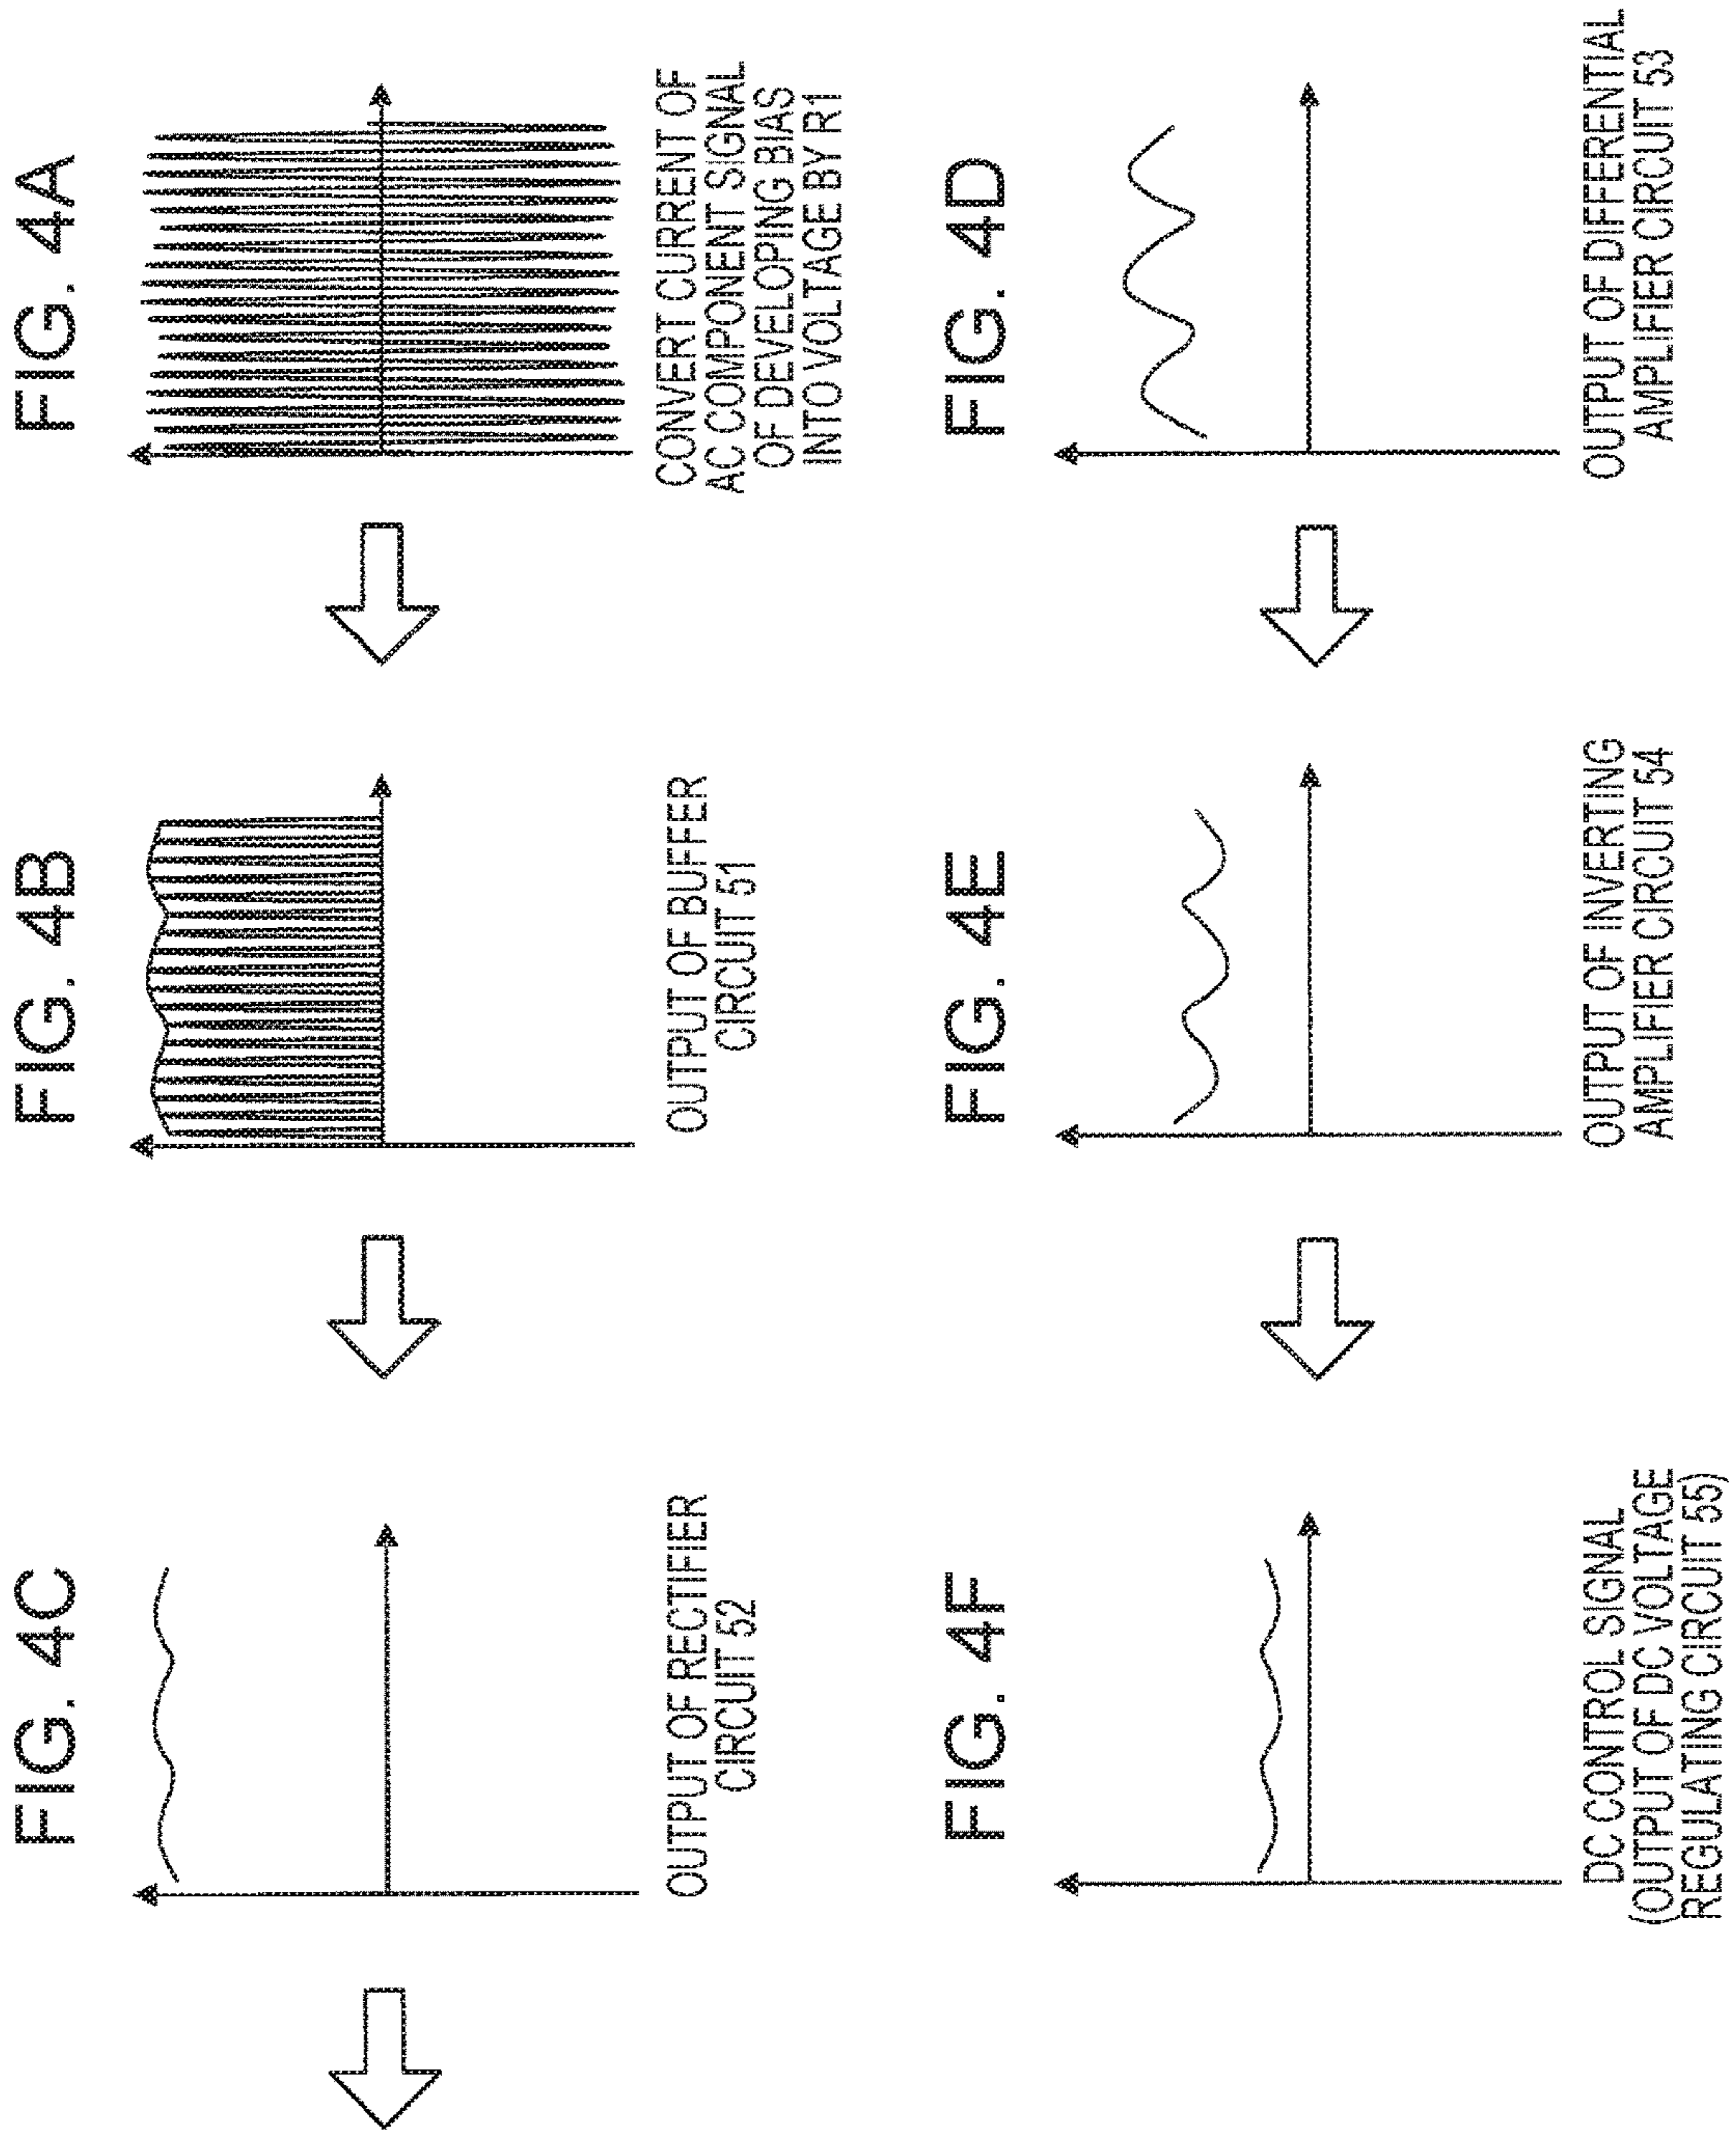 FIG. 4A
CONVERT CURRENT OF
AC COMPONENT SIGNAL
OF DEVELOPING BIAS
INTO VOLTAGE BY R1
FIG. 4B
OUTPUT OF BUFFER
CIRCUIT 51
FIG. 4C
OUTPUT OF RECTIFIER
CIRCUIT 52
FIG. 4D
OUTPUT OF DIFFERENTIAL
AMPLIFIER CIRCUIT 53
FIG. 4E
OUTPUT OF INVERTING
AMPLIFIER CIRCUIT 54
FIG. 4F
DC CONTROL SIGNAL
(OUTPUT OF DC VOLTAGE
REGULATING CIRCUIT 55)